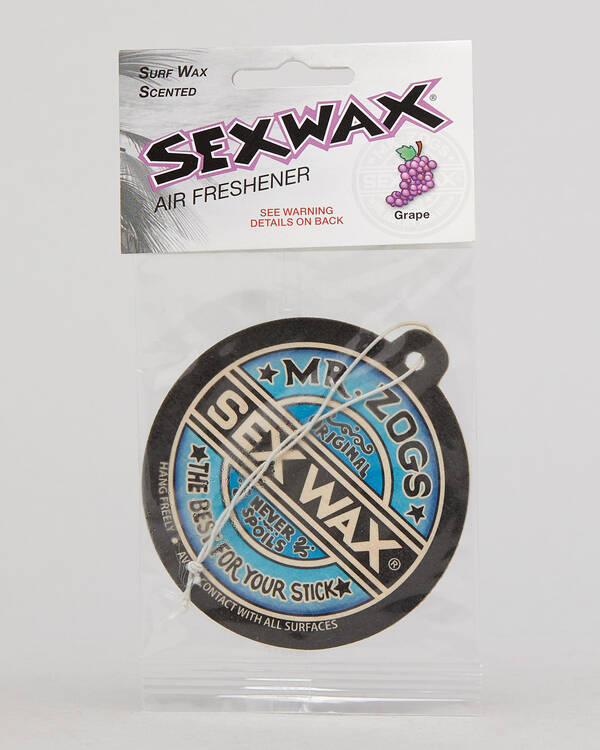 SURF WAX
SCENTED
SEXWAX®
AIR FRESHENER
SEE WARNING
DETAILS ON BACK
Grape
MR. ZOGS
ORIGINAL
SEX WAX®
NEVER
SPOILS
THE BEST FOR YOUR STICK
HANG FREELY • AVOID CONTACT WITH ALL SURFACES